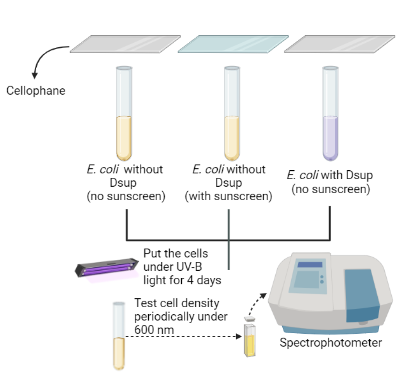 Cellophane
E. coli without
Dsup
(no sunscreen)
E. coli without
Dsup
(with sunscreen)
E. coli with Dsup
(no sunscreen)
Put the cells
under UV-B
light for 4 days
Test cell density
periodically under
600 nm
Spectrophotometer